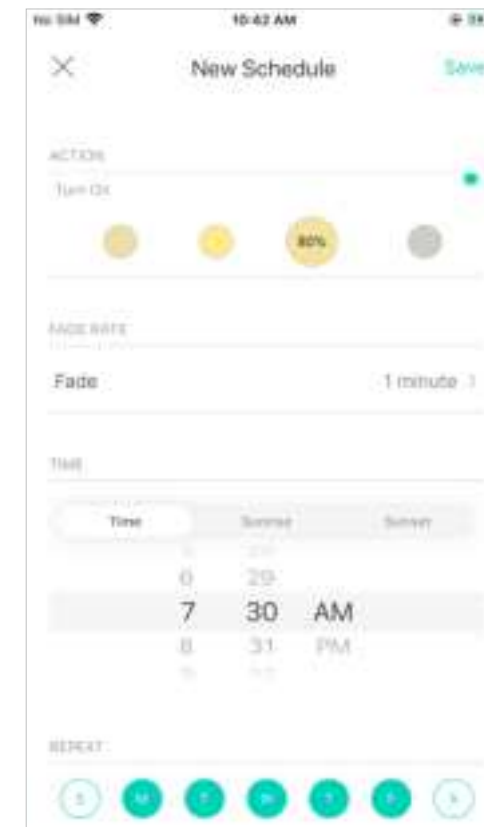 No SIM 10:42 AM
New Schedule Save
ACTION
Turn On
80%
FADE RATE
Fade 1 minute
TIME
Time Sunrise Sunset
6 29
7 30 AM
8 31 PM
REPEAT
S M T W T F S